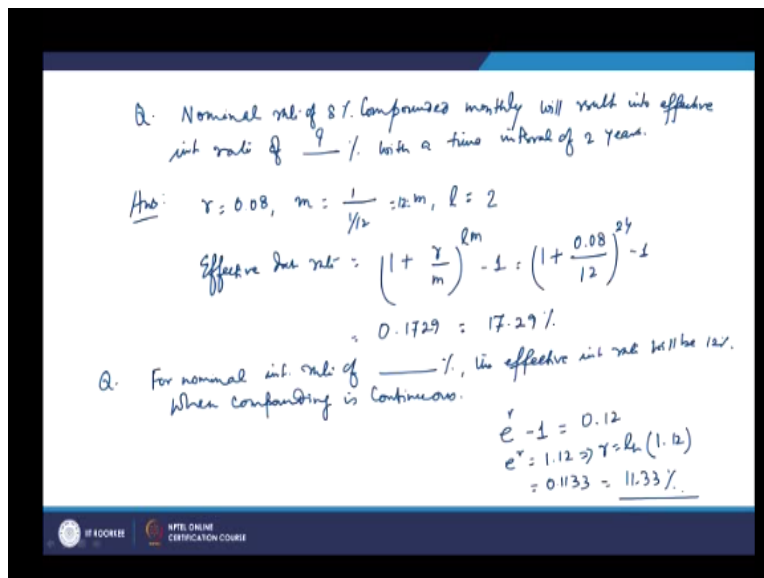 Q. Nominal rate of 8% Compounded monthly will result into effective
int rate of __?__ % with a time interval of 2 years.
Ans: r = 0.08, m = 1/(1/12) = 12 m, l = 2
Effective Int rate = (1 + r/m)^(lm) - 1 = (1 + 0.08/12)^24 - 1
= 0.1729 = 17.29%
Q. For nominal int. rate of ______ %, the effective int rate will be 12%.
when compounding is Continuous.
e^r - 1 = 0.12
e^r = 1.12 => r = ln (1.12)
= 0.1133 = 11.33%
IIT ROORKEE
NPTEL ONLINE
CERTIFICATION COURSE